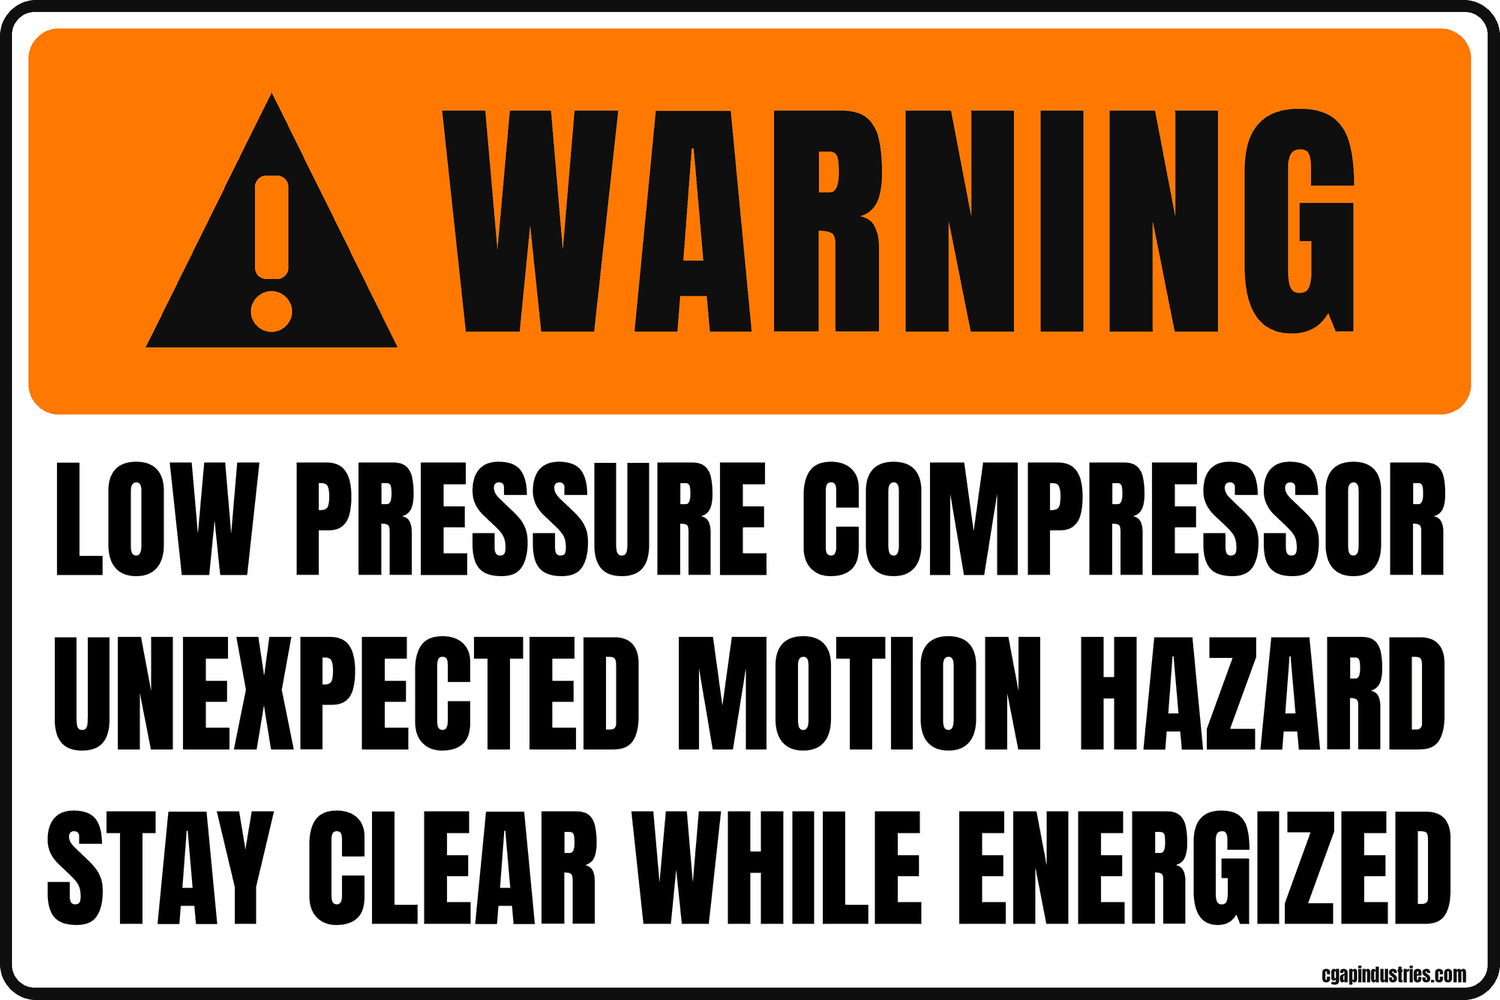 WARNING
LOW PRESSURE COMPRESSOR
UNEXPECTED MOTION HAZARD
STAY CLEAR WHILE ENERGIZED
cgapindustries.com